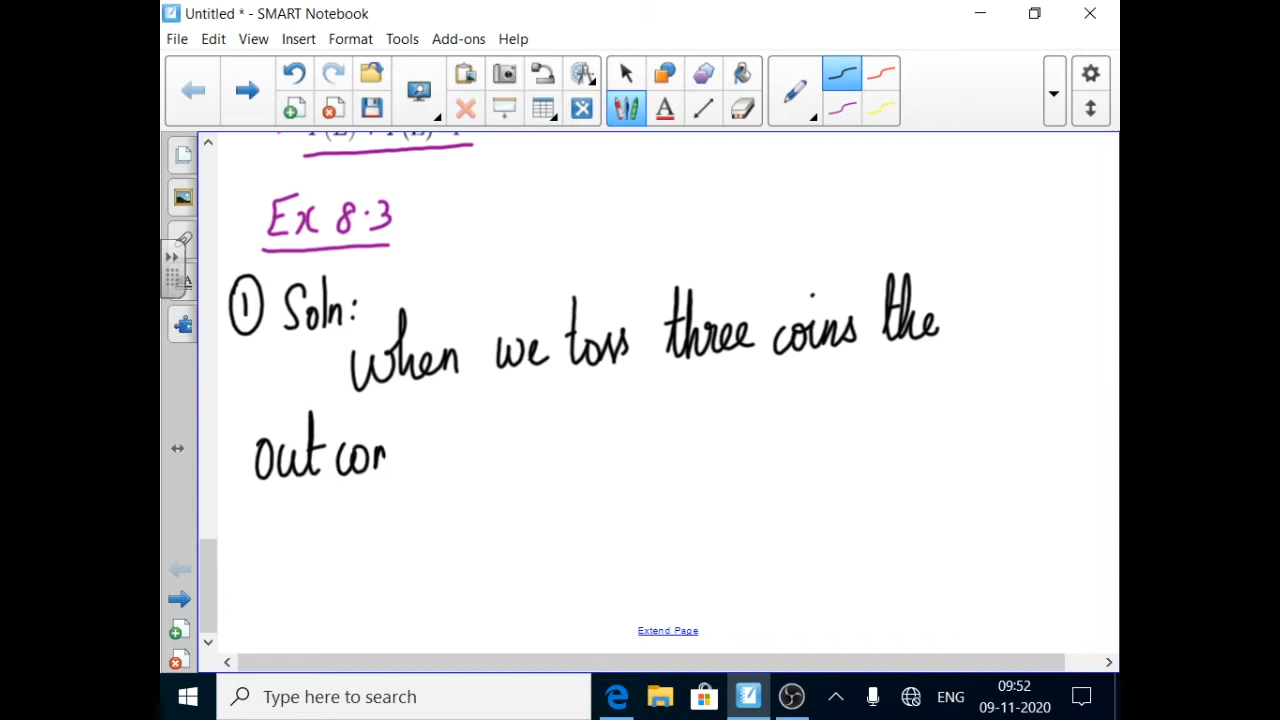 Untitled * - SMART Notebook
File Edit View Insert Format Tools Add-ons Help
Ex 8.3
① Soln:
When we toss three coins the
out com
Extend Page
Type here to search
ENG
09:52
09-11-2020